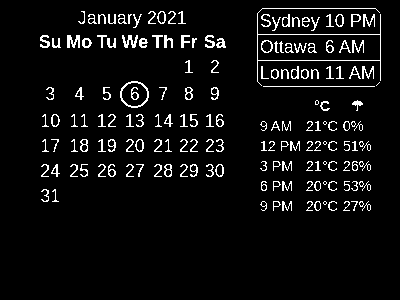 January 2021
Su Mo Tu We Th Fr Sa
1 2
3 4 5 6 7 8 9
10 11 12 13 14 15 16
17 18 19 20 21 22 23
24 25 26 27 28 29 30
31
Sydney 10 PM
Ottawa 6 AM
London 11 AM
°C ☂
9 AM 21°C 0%
12 PM 22°C 51%
3 PM 21°C 26%
6 PM 20°C 53%
9 PM 20°C 27%